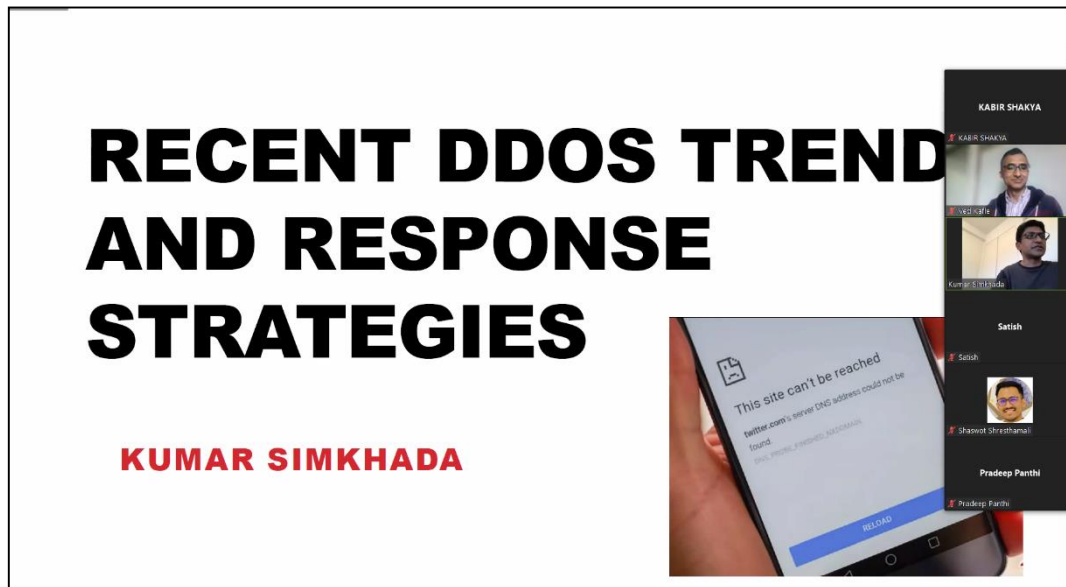 RECENT DDOS TREND
AND RESPONSE
STRATEGIES
KUMAR SIMKHADA
This site can't be reached
twitter.com's server DNS address could not be
found.
DNS_PROBE_FINISHED_NXDOMAIN
RELOAD
KABIR SHAKYA
KABIR SHAKYA
Ved Kafle
Kumar Simkhada
Satish
Satish
Shaswot Shresthamali
Pradeep Panthi
Pradeep Panthi